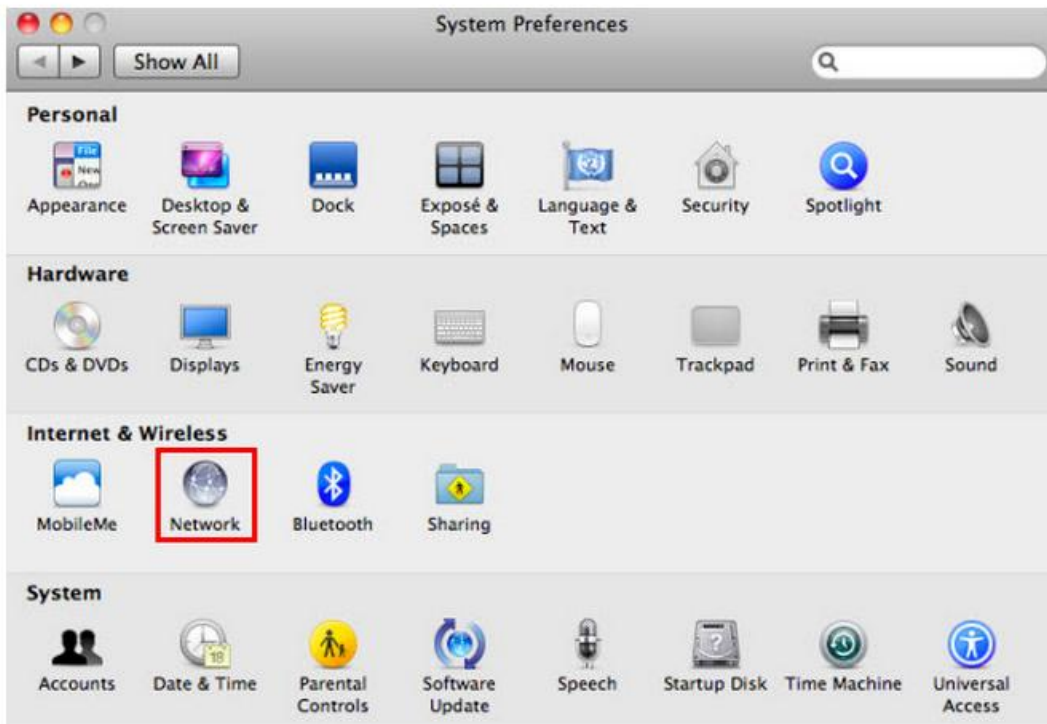 System Preferences
Show All
Personal
Appearance
Desktop &
Screen Saver
Dock
Exposé &
Spaces
Language &
Text
Security
Spotlight
Hardware
CDs & DVDs
Displays
Energy
Saver
Keyboard
Mouse
Trackpad
Print & Fax
Sound
Internet & Wireless
MobileMe
Network
Bluetooth
Sharing
System
Accounts
Date & Time
18
Parental
Controls
Software
Update
Speech
?
Startup Disk
Time Machine
Universal
Access